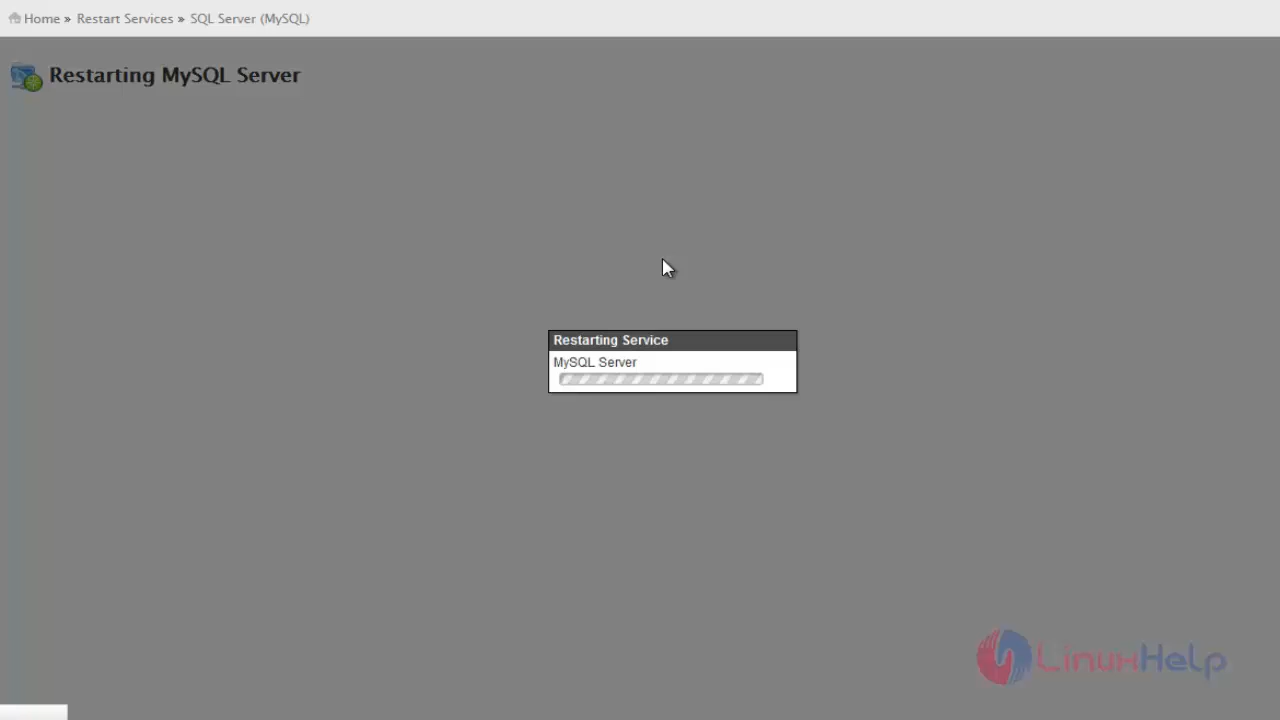 Home » Restart Services » SQL Server (MySQL)
Restarting MySQL Server
Restarting Service
MySQL Server
LinuxHelp